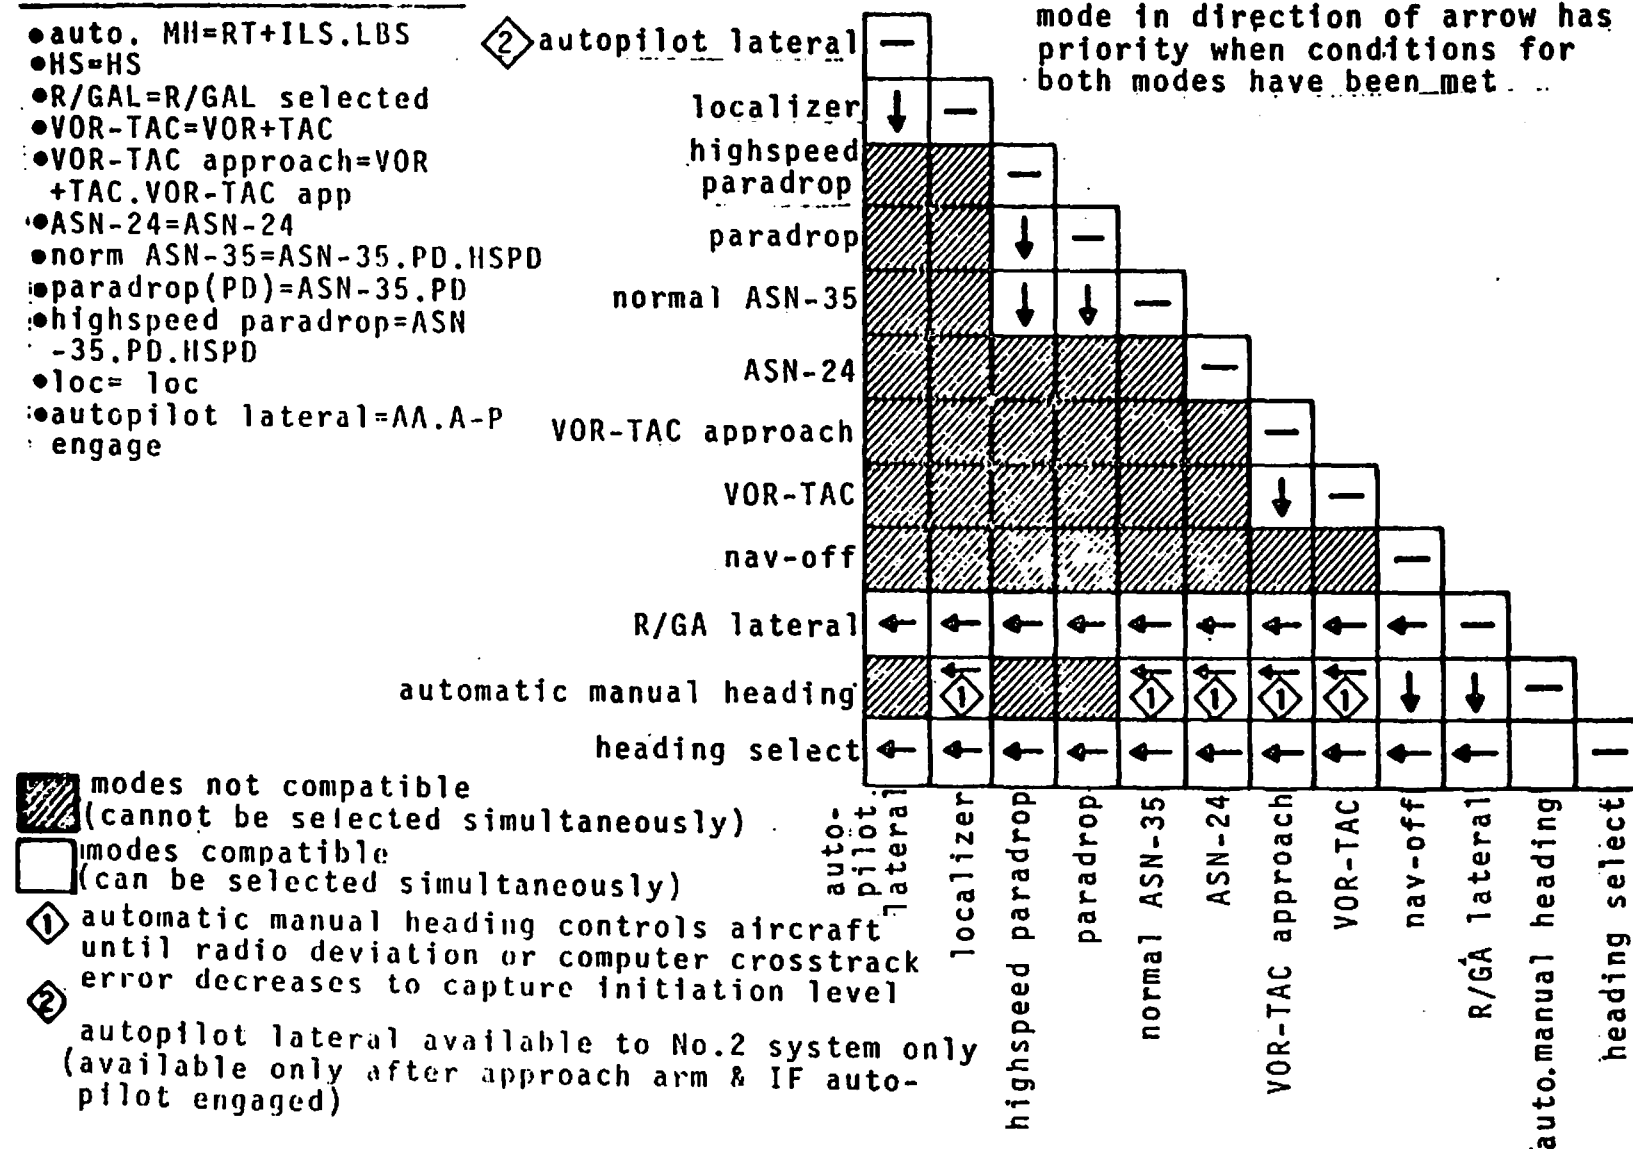 ●auto. MH=RT+ILS.LBS
●HS=HS
●R/GAL=R/GAL selected
●VOR-TAC=VOR+TAC
●VOR-TAC approach=VOR
+TAC.VOR-TAC app
●ASN-24=ASN-24
●norm ASN-35=ASN-35.PD.HSPD
●paradrop(PD)=ASN-35.PD
●highspeed paradrop=ASN
-35.PD.HSPD
●loc= loc
●autopilot lateral=AA.A-P
engage
mode in direction of arrow has
priority when conditions for
both modes have been met
2 autopilot lateral
localizer
highspeed
paradrop
paradrop
normal ASN-35
ASN-24
VOR-TAC approach
VOR-TAC
nav-off
R/GA lateral
automatic manual heading
1 1 1 1 1
heading select
auto-
pilot
lateral
localizer
highspeed paradrop
paradrop
normal ASN-35
ASN-24
VOR-TAC approach
VOR-TAC
nav-off
R/GA lateral
auto.manual heading
heading select
modes not compatible
(cannot be selected simultaneously)
modes compatible
(can be selected simultaneously)
1 automatic manual heading controls aircraft
until radio deviation or computer crosstrack
error decreases to capture initiation level
2
autopilot lateral available to No.2 system only
(available only after approach arm & IF auto-
pilot engaged)